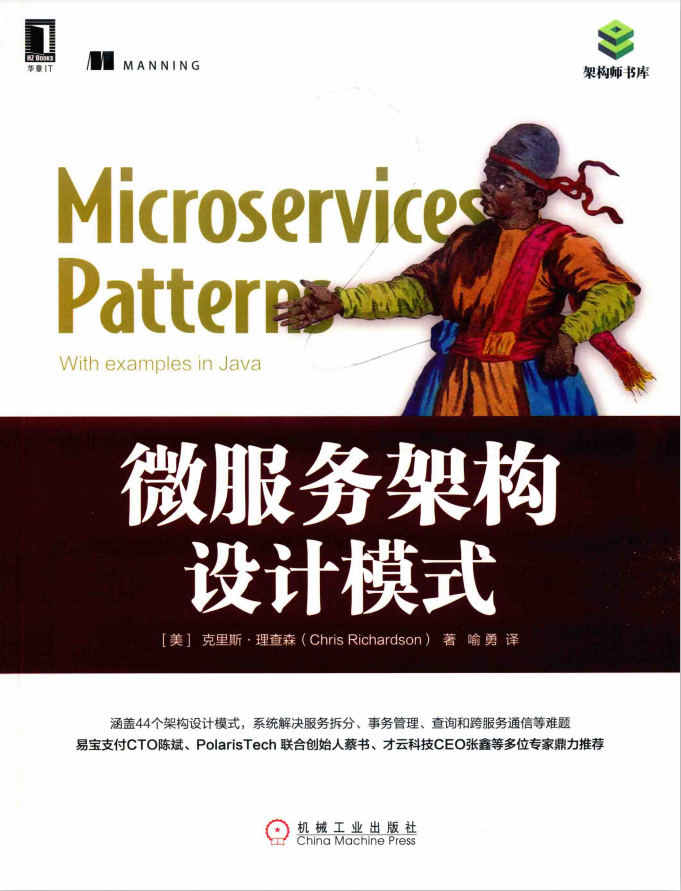 HZ BOOKS
华章IT
MANNING
架构师书库
Microservices
Patterns
With examples in Java
微服务架构
设计模式
[美] 克里斯·理查森(Chris Richardson) 著 喻勇 译
涵盖44个架构设计模式,系统解决服务拆分、事务管理、查询和跨服务通信等难题
易宝支付CTO陈斌、PolarisTech 联合创始人蔡书、才云科技CEO张鑫等多位专家鼎力推荐
机械工业出版社
China Machine Press